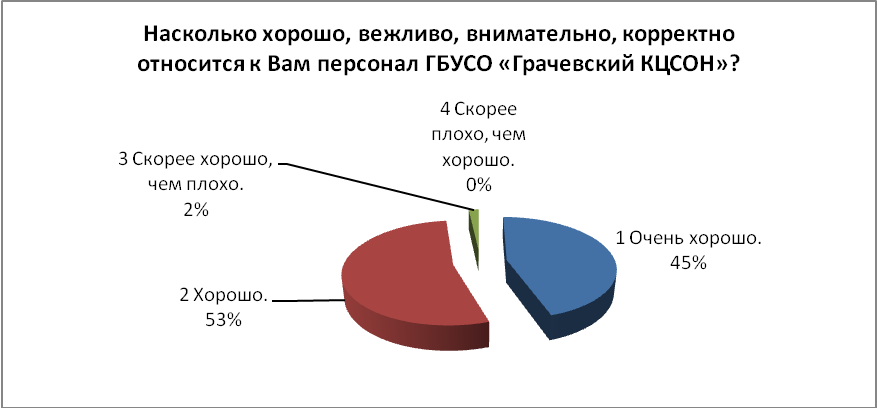 Насколько хорошо, вежливо, внимательно, корректно
относится к Вам персонал ГБУСО «Грачевский КЦСОН»?
4 Скорее
плохо, чем
хорошо.
0%
3 Скорее хорошо,
чем плохо.
2%
1 Очень хорошо.
45%
2 Хорошо.
53%